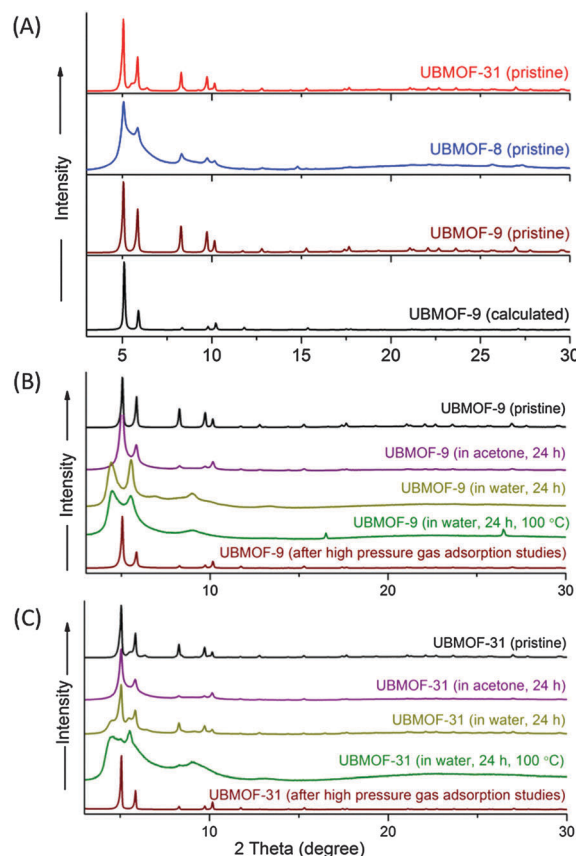 (A)
UBMOF-31 (pristine)
UBMOF-8 (pristine)
UBMOF-9 (pristine)
UBMOF-9 (calculated)
Intensity
5 10 15 20 25 30
(B)
UBMOF-9 (pristine)
UBMOF-9 (in acetone, 24 h)
UBMOF-9 (in water, 24 h)
UBMOF-9 (in water, 24 h, 100 °C)
UBMOF-9 (after high pressure gas adsorption studies)
Intensity
10 20 30
(C)
UBMOF-31 (pristine)
UBMOF-31 (in acetone, 24 h)
UBMOF-31 (in water, 24 h)
UBMOF-31 (in water, 24 h, 100 °C)
UBMOF-31 (after high pressure gas adsorption studies)
Intensity
10 20 30
2 Theta (degree)